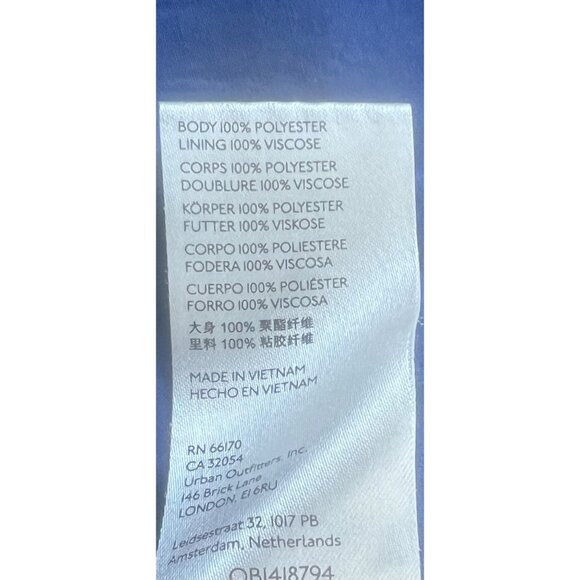 BODY 100% POLYESTER
LINING 100% VISCOSE
CORPS 100% POLYESTER
DOUBLURE 100% VISCOSE
KÖRPER 100% POLYESTER
FUTTER 100% VISKOSE
CORPO 100% POLIESTERE
FODERA 100% VISCOSA
CUERPO 100% POLIÉSTER
FORRO 100% VISCOSA
大身 100% 聚酯纤维
里料 100% 粘胶纤维
MADE IN VIETNAM
HECHO EN VIETNAM
RN 66170
CA 32054
Urban Outfitters, Inc.
146 Brick Lane
LONDON, E1 6RU
Leidsestraat 32, 1017 PB
Amsterdam, Netherlands
OB1418794